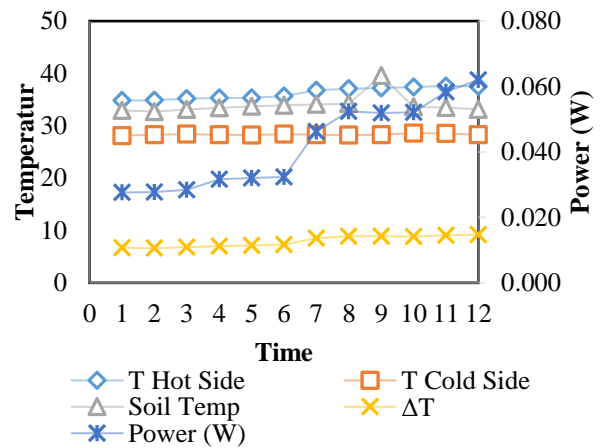 50
40
30
20
10
0
Temperatur
0.080
0.060
0.040
0.020
0.000
Power (W)
0 1 2 3 4 5 6 7 8 9 10 11 12
Time
T Hot Side T Cold Side
Soil Temp ΔT
Power (W)